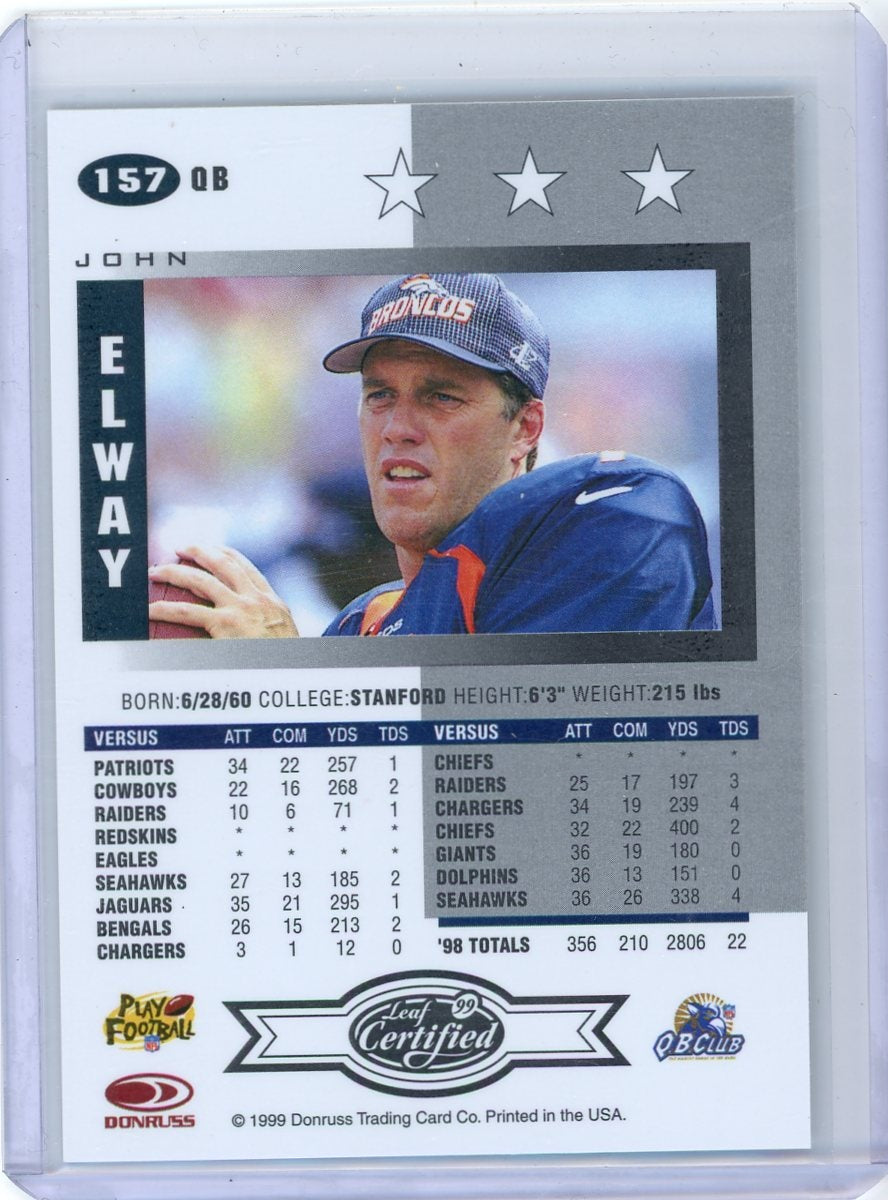 157 QB
JOHN
ELWAY
BRONCOS
BORN:6/28/60 COLLEGE:STANFORD HEIGHT:6'3" WEIGHT:215 lbs
VERSUS ATT COM YDS TDS
PATRIOTS 34 22 257 1
COWBOYS 22 16 268 2
RAIDERS 10 6 71 1
REDSKINS * * * *
EAGLES * * * *
SEAHAWKS 27 13 185 2
JAGUARS 35 21 295 1
BENGALS 26 15 213 2
CHARGERS 3 1 12 0
VERSUS ATT COM YDS TDS
CHIEFS * * * *
RAIDERS 25 17 197 3
CHARGERS 34 19 239 4
CHIEFS 32 22 400 2
GIANTS 36 19 180 0
DOLPHINS 36 13 151 0
SEAHAWKS 36 26 338 4
'98 TOTALS 356 210 2806 22
PLAY
FOOTBALL
NFL
Leaf 99
Certified
QB CLUB
DONRUSS
© 1999 Donruss Trading Card Co. Printed in the USA.